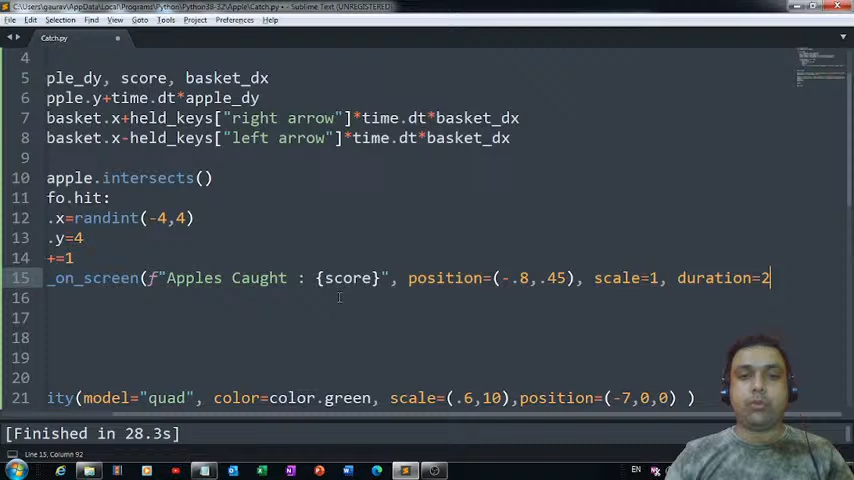 C:\Users\gaurav\AppData\Local\Programs\Python\Python38-32\Apple\Catch.py • - Sublime Text (UNREGISTERED)
File Edit Selection Find View Goto Tools Project Preferences Help
Catch.py
4
5 ple_dy, score, basket_dx
6 pple.y+time.dt*apple_dy
7 basket.x+held_keys["right arrow"]*time.dt*basket_dx
8 basket.x-held_keys["left arrow"]*time.dt*basket_dx
9
10 apple.intersects()
11 fo.hit:
12 .x=randint(-4,4)
13 .y=4
14 +=1
15 _on_screen(f"Apples Caught : {score}", position=(-.8,.45), scale=1, duration=2
16
17
18
19
20
21 ity(model="quad", color=color.green, scale=(.6,10),position=(-7,0,0) )
[Finished in 28.3s]
Line 15, Column 92
EN